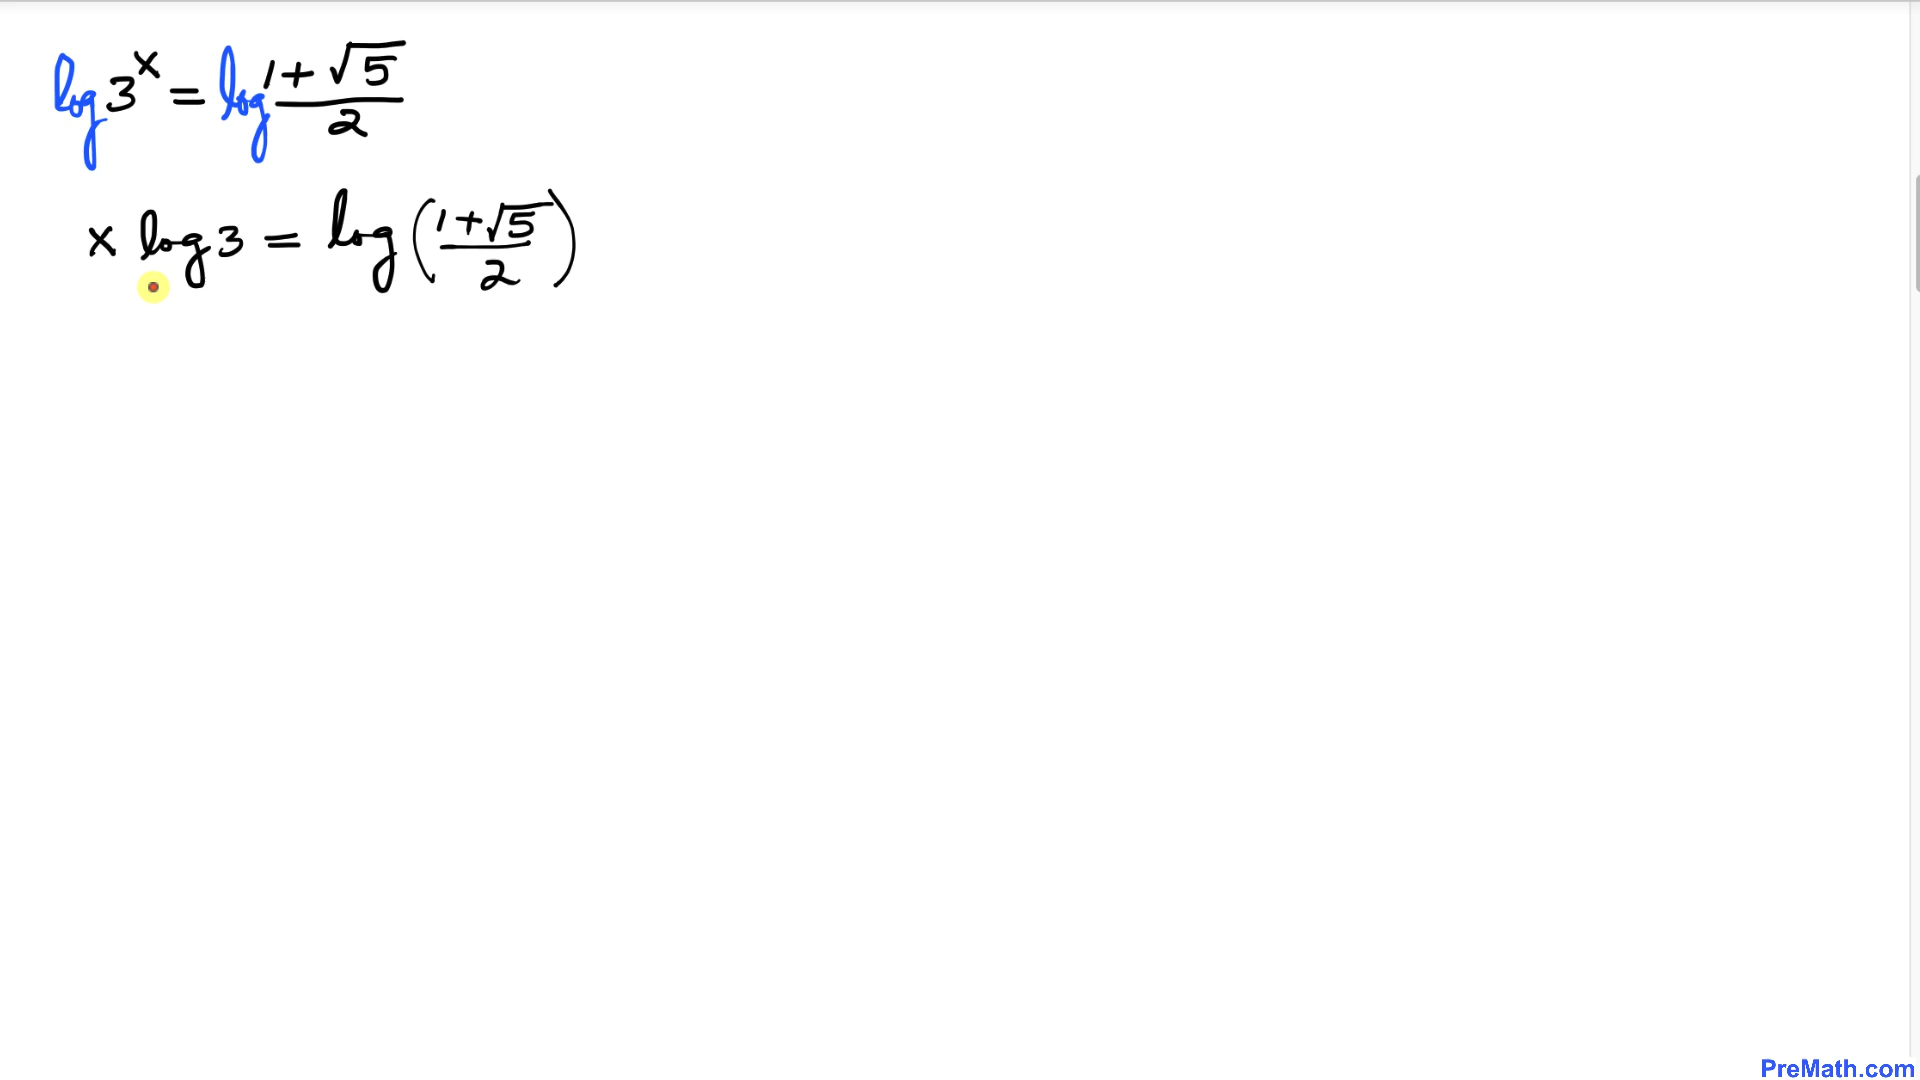 log 3^x = log (1 + √5)/2
x log 3 = log ((1 + √5)/2)
PreMath.com